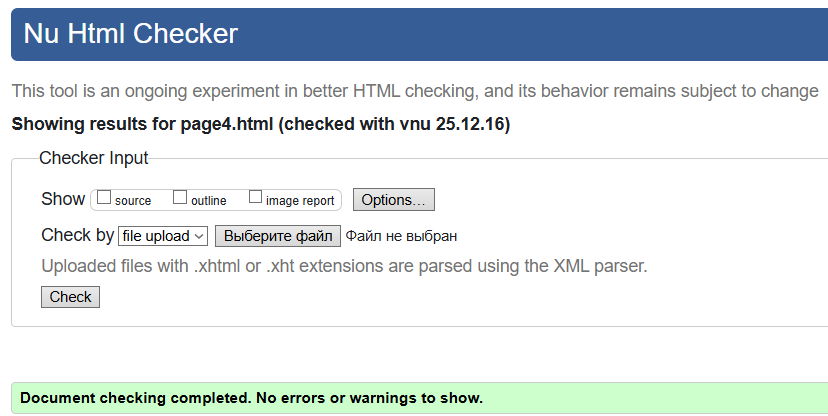 Nu Html Checker
This tool is an ongoing experiment in better HTML checking, and its behavior remains subject to change
Showing results for page4.html (checked with vnu 25.12.16)
Checker Input
Show source outline image report Options...
Check by file upload Выберите файл Файл не выбран
Uploaded files with .xhtml or .xht extensions are parsed using the XML parser.
Check
Document checking completed. No errors or warnings to show.